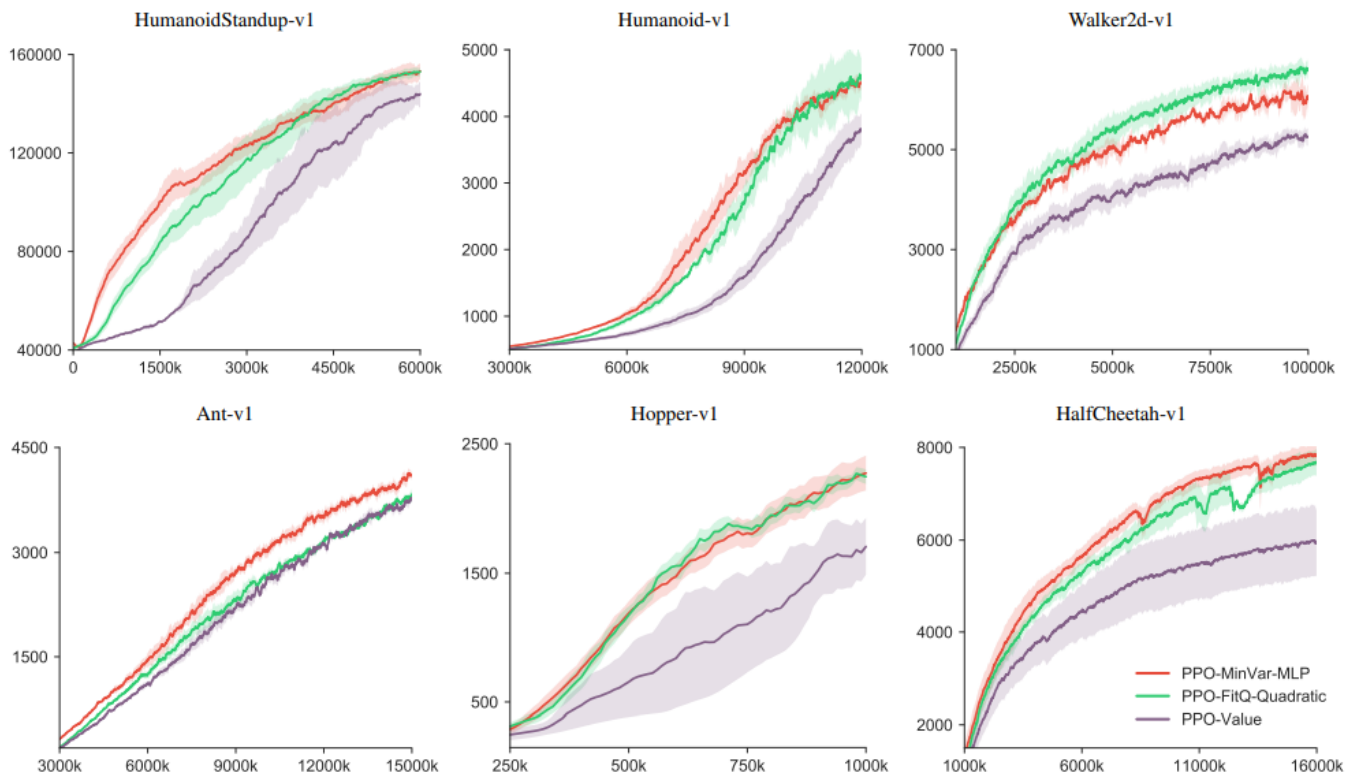 HumanoidStandup-v1
160000
120000
80000
40000
0 1500k 3000k 4500k 6000k
Humanoid-v1
5000
4000
3000
2000
1000
3000k 6000k 9000k 12000k
Walker2d-v1
7000
5000
3000
1000
2500k 5000k 7500k 10000k
Ant-v1
4500
3000
1500
3000k 6000k 9000k 12000k 15000k
Hopper-v1
2500
1500
500
250k 500k 750k 1000k
HalfCheetah-v1
8000
6000
4000
2000
1000k 6000k 11000k 16000k
PPO-MinVar-MLP
PPO-FitQ-Quadratic
PPO-Value